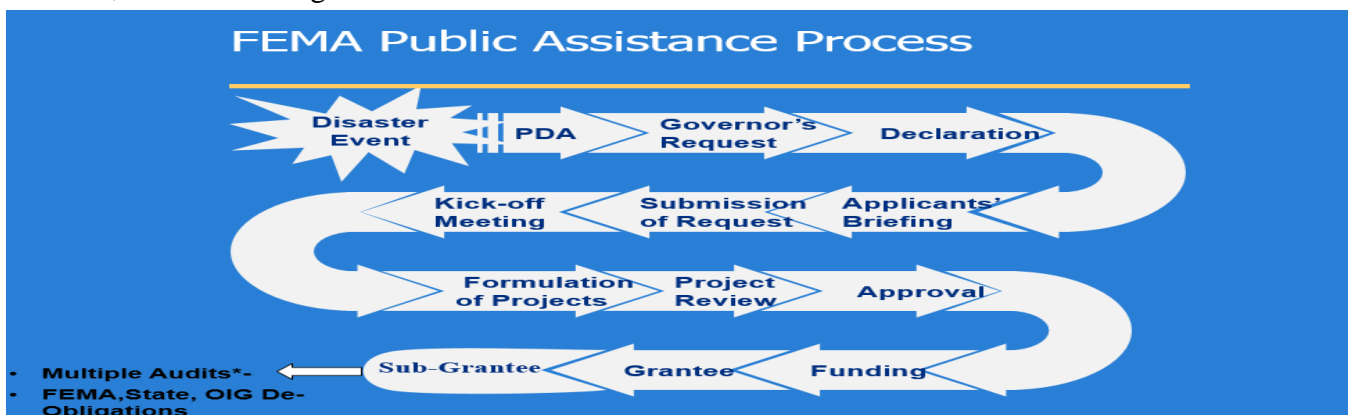 FEMA Public Assistance Process
Disaster
Event
PDA
Governor's
Request
Declaration
Applicants'
Briefing
Submission
of Request
Kick-off
Meeting
Formulation
of Projects
Project
Review
Approval
Funding
Grantee
Sub-Grantee
• Multiple Audits*-
• FEMA,State, OIG De-
Obligations